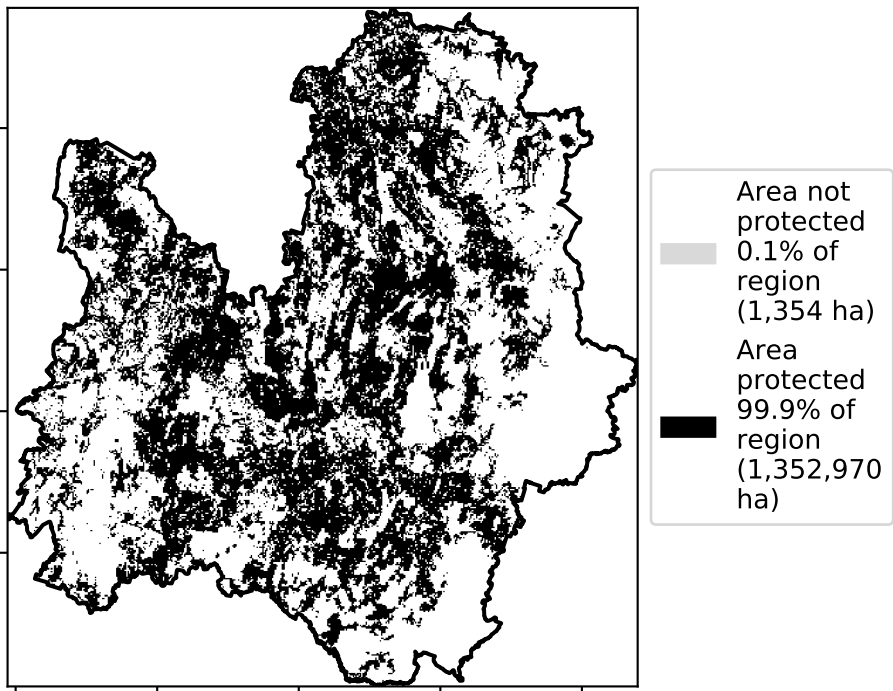 Area not
protected
0.1% of
region
(1,354 ha)
Area
protected
99.9% of
region
(1,352,970
ha)